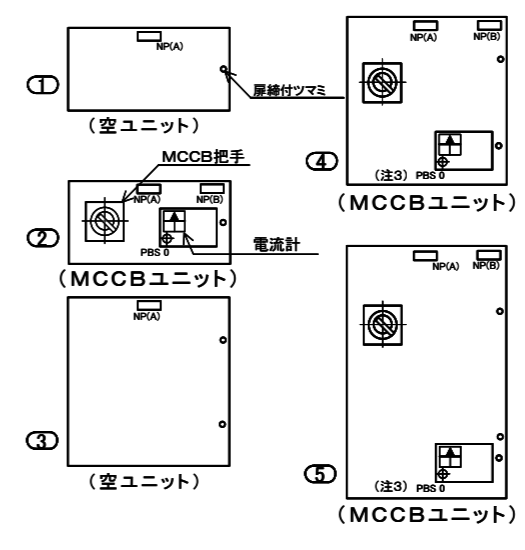 NP(A)
①
扉締付ツマミ
(空ユニット)
MCCB把手
NP(A) NP(B)
②
PBS 0
電流計
(MCCBユニット)
NP(A)
③
(空ユニット)
NP(A) NP(B)
④
(注3) PBS 0
(MCCBユニット)
NP(A) NP(B)
⑤
(注3) PBS 0
(MCCBユニット)